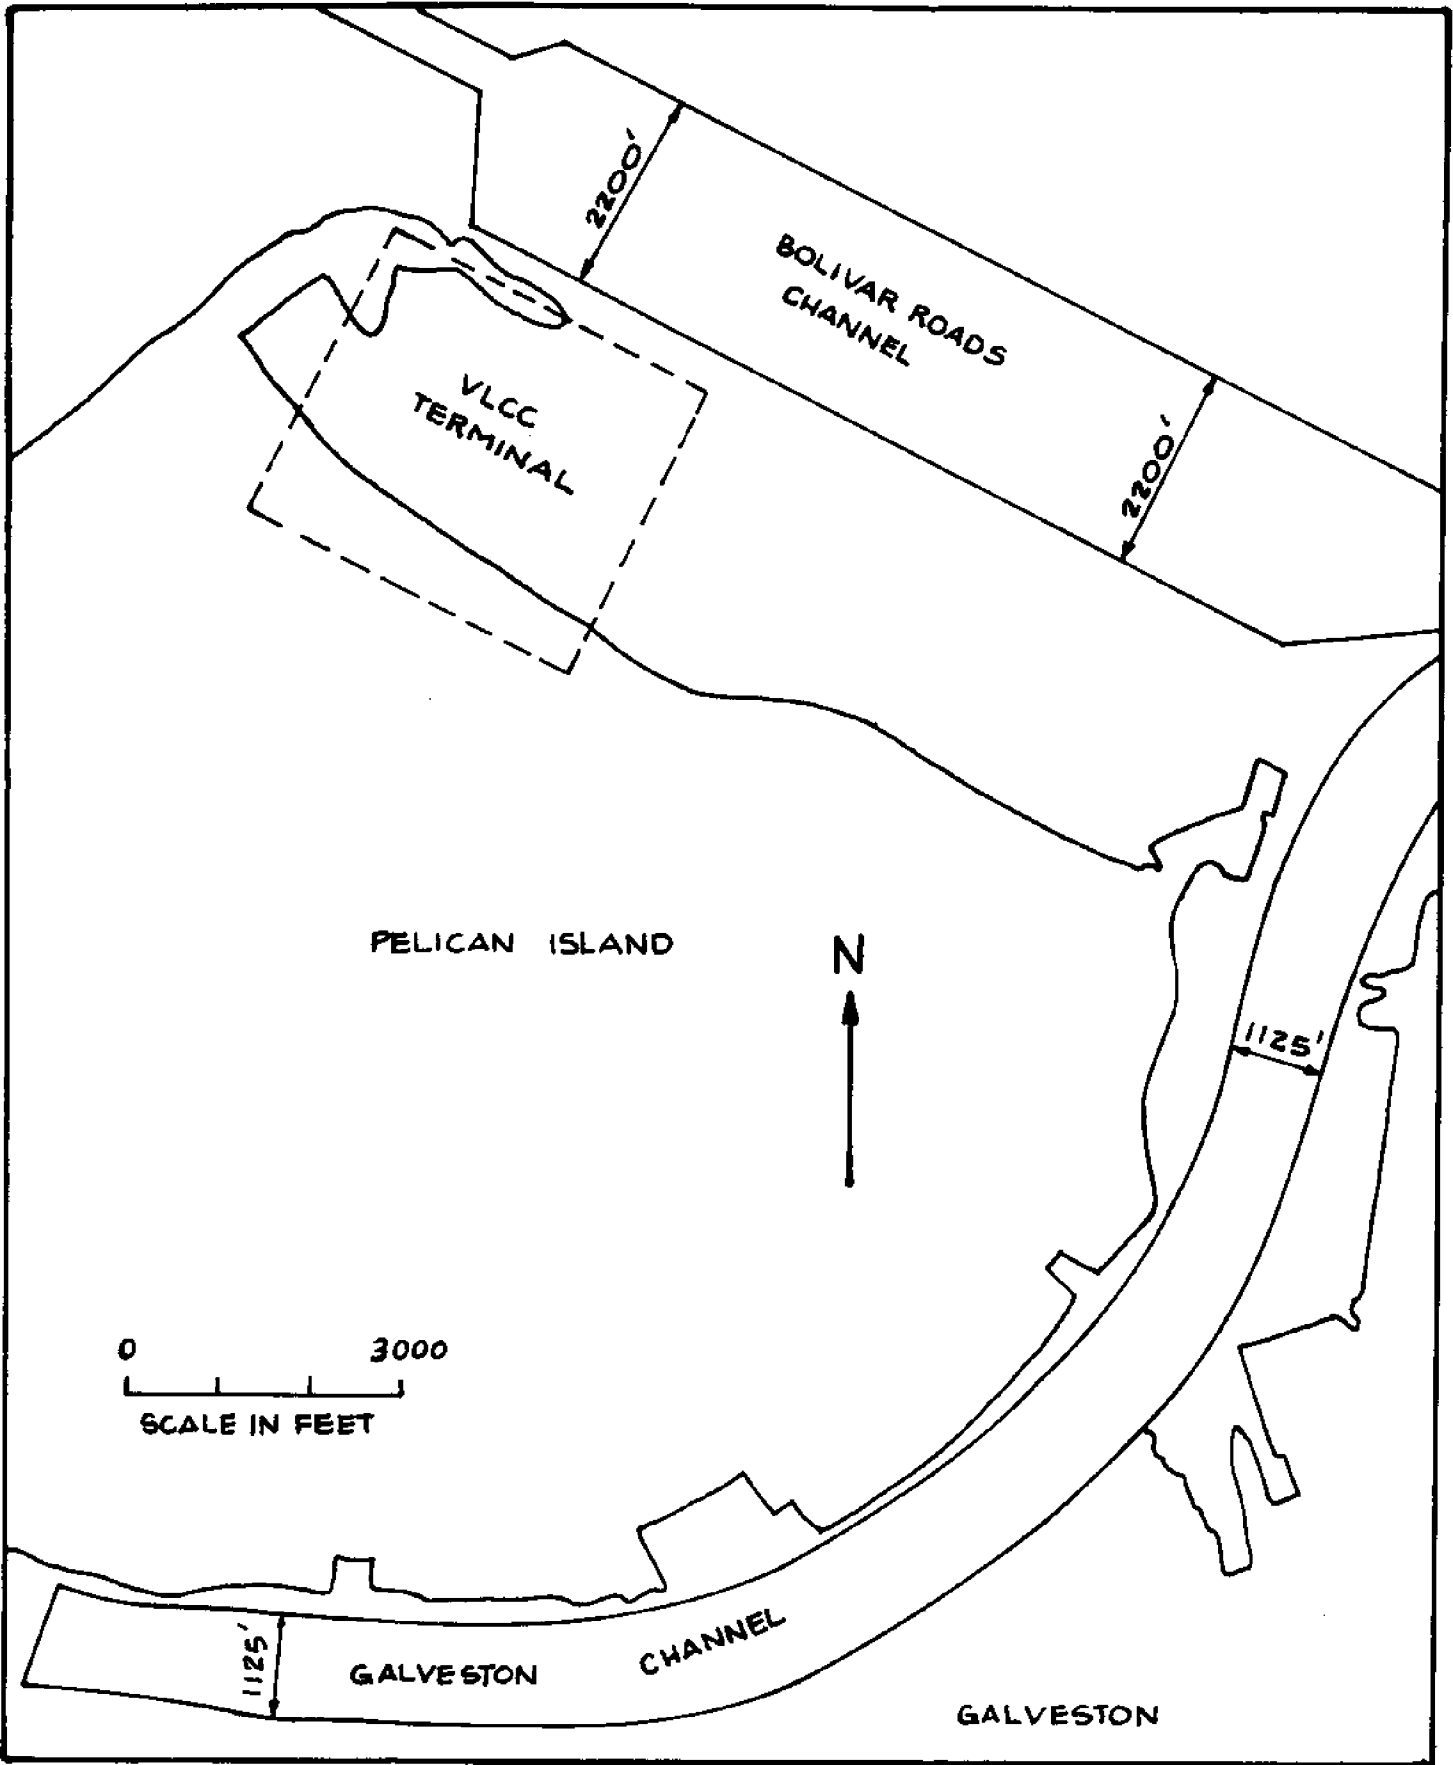 2200'
BOLIVAR ROADS
CHANNEL
VLCC
TERMINAL
2200'
PELICAN ISLAND
N
1125'
0 3000
SCALE IN FEET
1125'
GALVESTON CHANNEL
GALVESTON